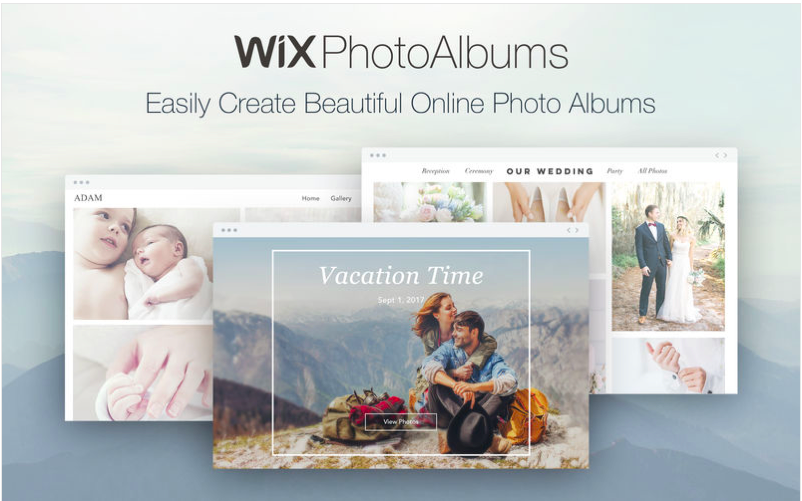 WiX PhotoAlbums
Easily Create Beautiful Online Photo Albums
ADAM
Home Gallery
Reception Ceremony OUR WEDDING Party All Photos
Vacation Time
Sept 1, 2017
View Photos